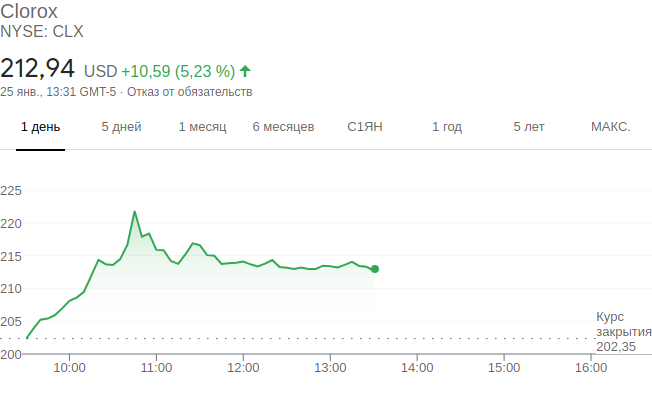 Clorox
NYSE: CLX
212,94 USD +10,59 (5,23 %)
25 янв., 13:31 GMT-5 · Отказ от обязательств
1 день 5 дней 1 месяц 6 месяцев С1ЯН 1 год 5 лет МАКС.
225
220
215
210
205
200
Курс
закрытия
202,35
10:00 11:00 12:00 13:00 14:00 15:00 16:00